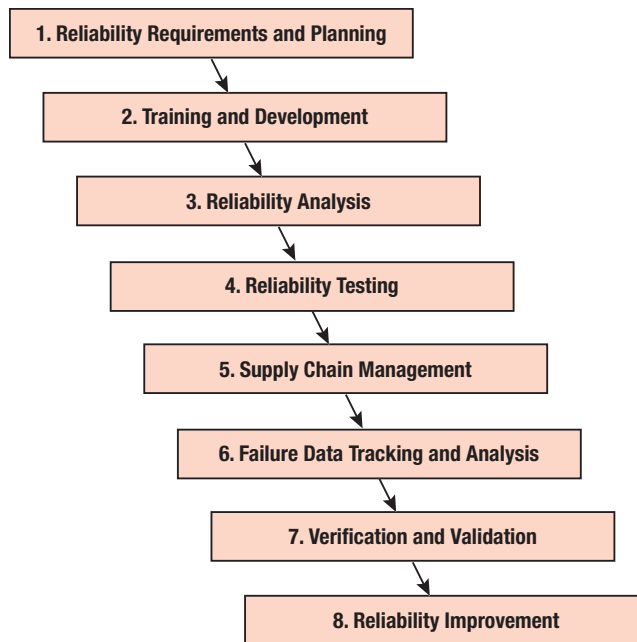 1. Reliability Requirements and Planning
2. Training and Development
3. Reliability Analysis
4. Reliability Testing
5. Supply Chain Management
6. Failure Data Tracking and Analysis
7. Verification and Validation
8. Reliability Improvement